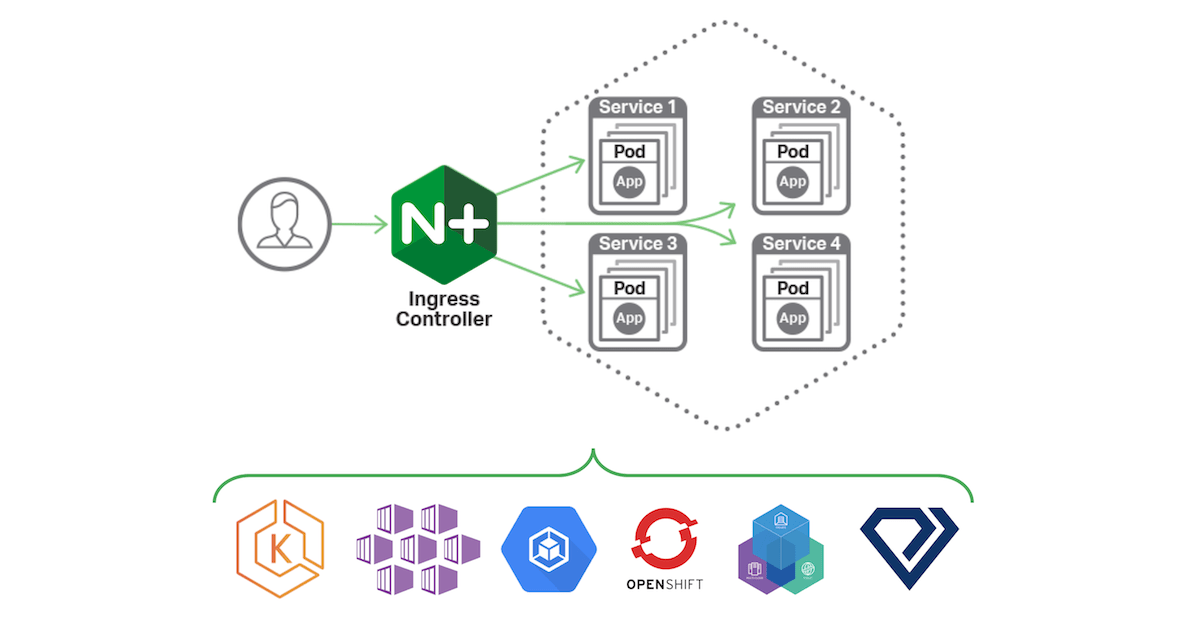 Service 1
Pod
App
Service 2
Pod
App
N+
Ingress
Controller
Service 3
Pod
App
Service 4
Pod
App
K
OPENSHIFT